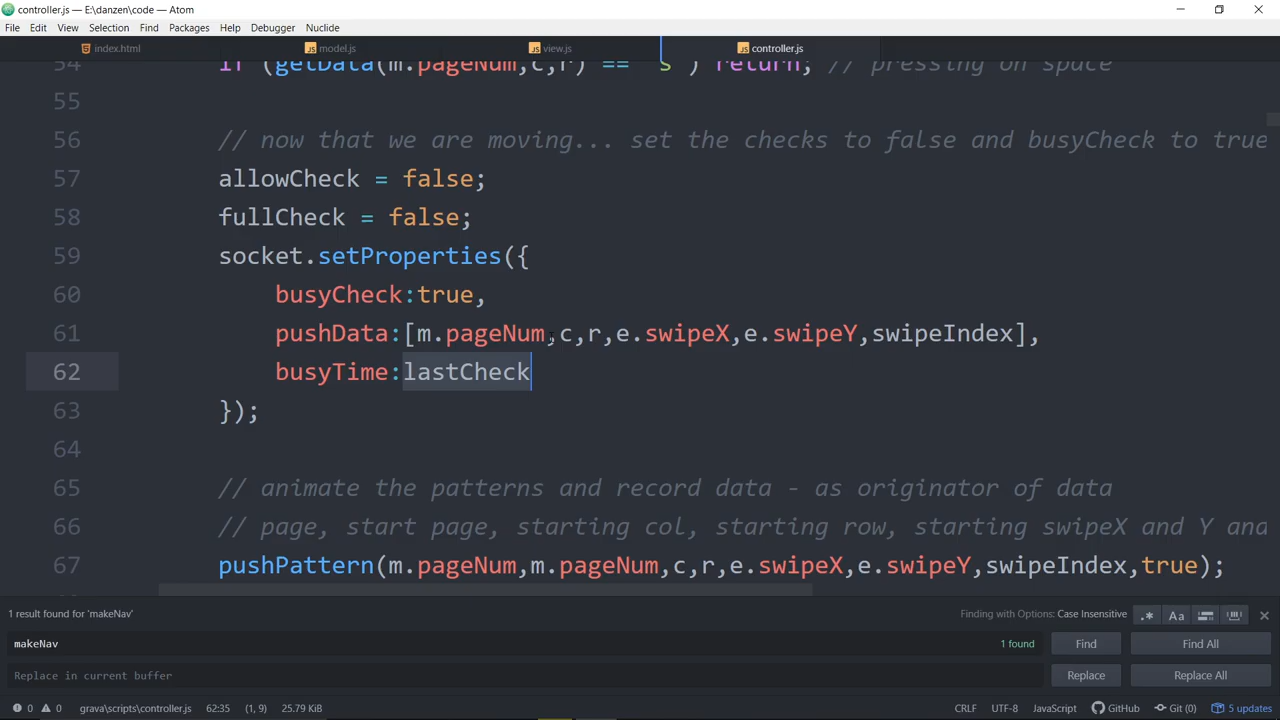 controller.js — E:\danzen\code — Atom
File Edit View Selection Find Packages Help Debugger Nuclide
index.html model.js view.js controller.js
54 if (getData(m.pageNum,c,r) == "s") return; // pressing on space
55
56 // now that we are moving... set the checks to false and busyCheck to true
57 allowCheck = false;
58 fullCheck = false;
59 socket.setProperties({
60 busyCheck:true,
61 pushData:[m.pageNum,c,r,e.swipeX,e.swipeY,swipeIndex],
62 busyTime:lastCheck
63 });
64
65 // animate the patterns and record data - as originator of data
66 // page, start page, starting col, starting row, starting swipeX and Y and
67 pushPattern(m.pageNum,m.pageNum,c,r,e.swipeX,e.swipeY,swipeIndex,true);
1 result found for 'makeNav' Finding with Options: Case Insensitive .* Aa
makeNav 1 found Find Find All
Replace in current buffer Replace Replace All
0 0 grava\scripts\controller.js 62:35 (1, 9) 25.79 KiB CRLF UTF-8 JavaScript GitHub Git (0) 5 updates